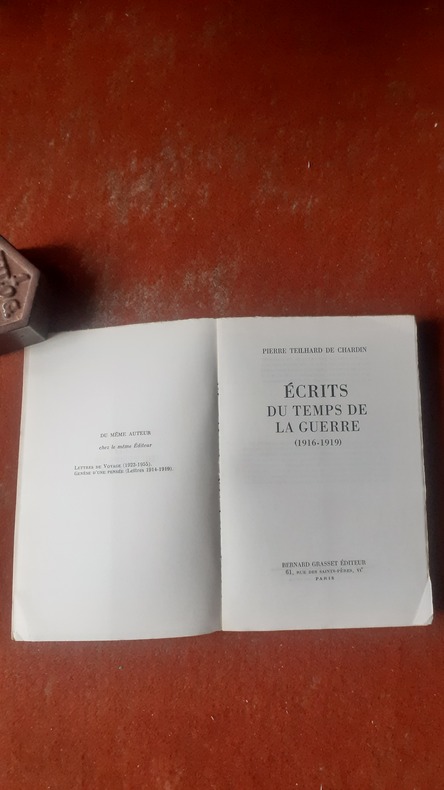 DU MÊME AUTEUR
chez le même Éditeur
LETTRES DE VOYAGE (1923-1955).
GENÈSE D'UNE PENSÉE (Lettres 1914-1919).
PIERRE TEILHARD DE CHARDIN
ÉCRITS
DU TEMPS DE
LA GUERRE
(1916-1919)
BERNARD GRASSET ÉDITEUR
61, RUE DES SAINTS-PÈRES, VIᵉ
PARIS